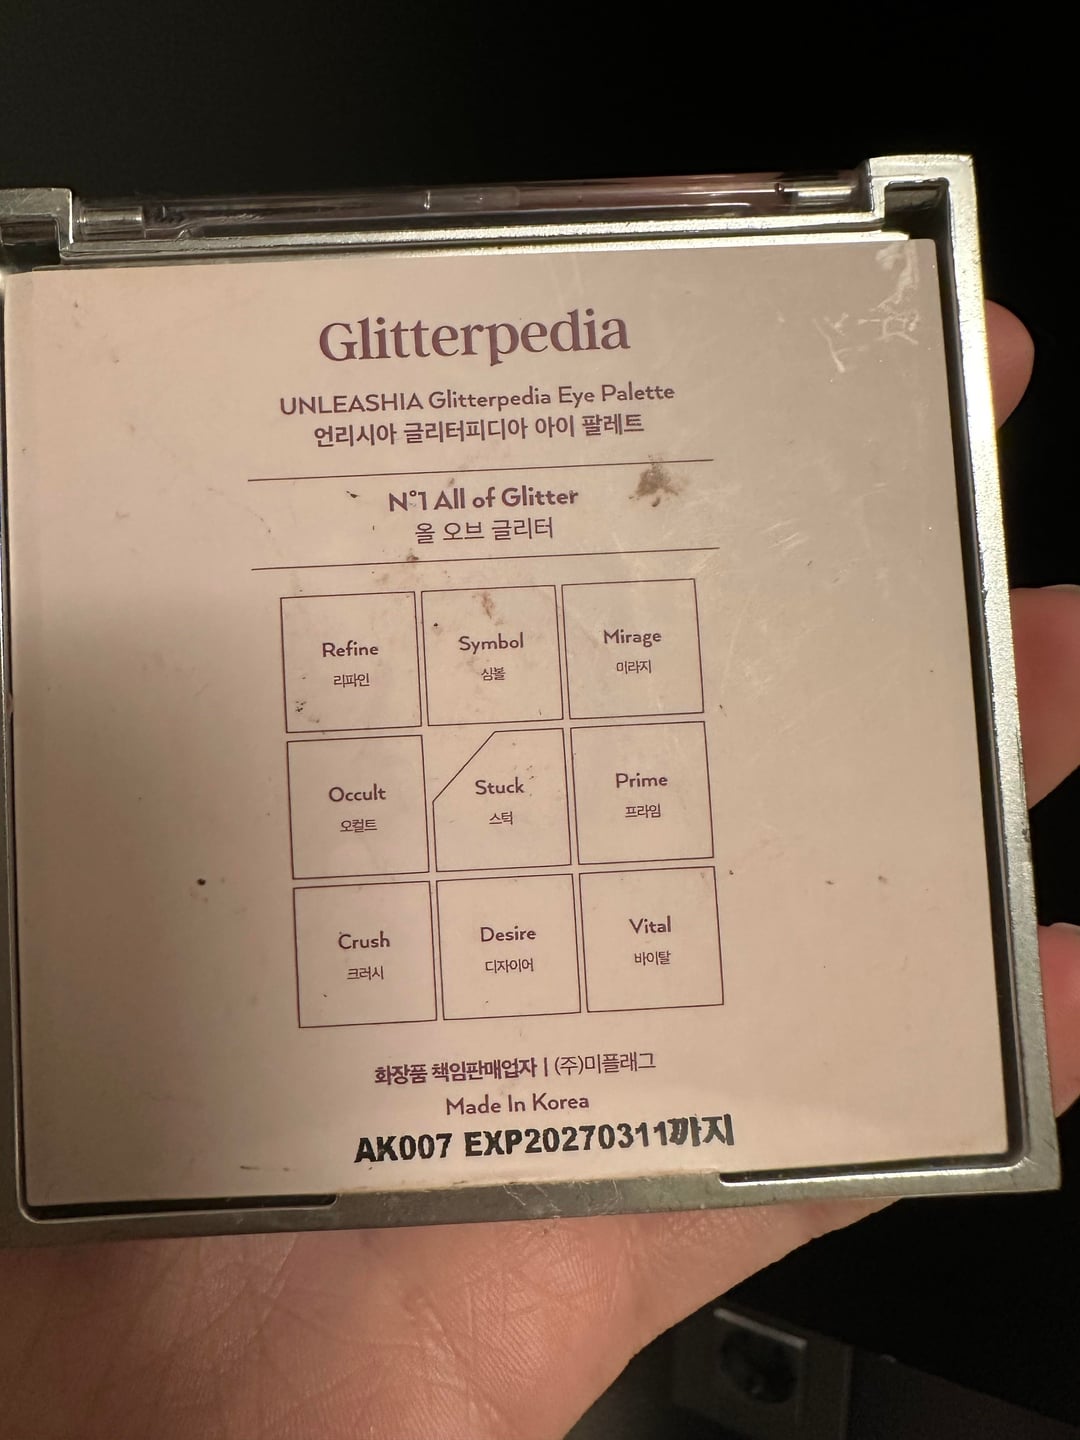 Glitterpedia
UNLEASHIA Glitterpedia Eye Palette
언리시아 글리터피디아 아이 팔레트
N°1 All of Glitter
올 오브 글리터
Refine
리파인
Symbol
심볼
Mirage
미라지
Occult
오컬트
Stuck
스턱
Prime
프라임
Crush
크러시
Desire
디자이어
Vital
바이탈
화장품 책임판매업자 | (주)미플래그
Made In Korea
AK007 EXP20270311까지